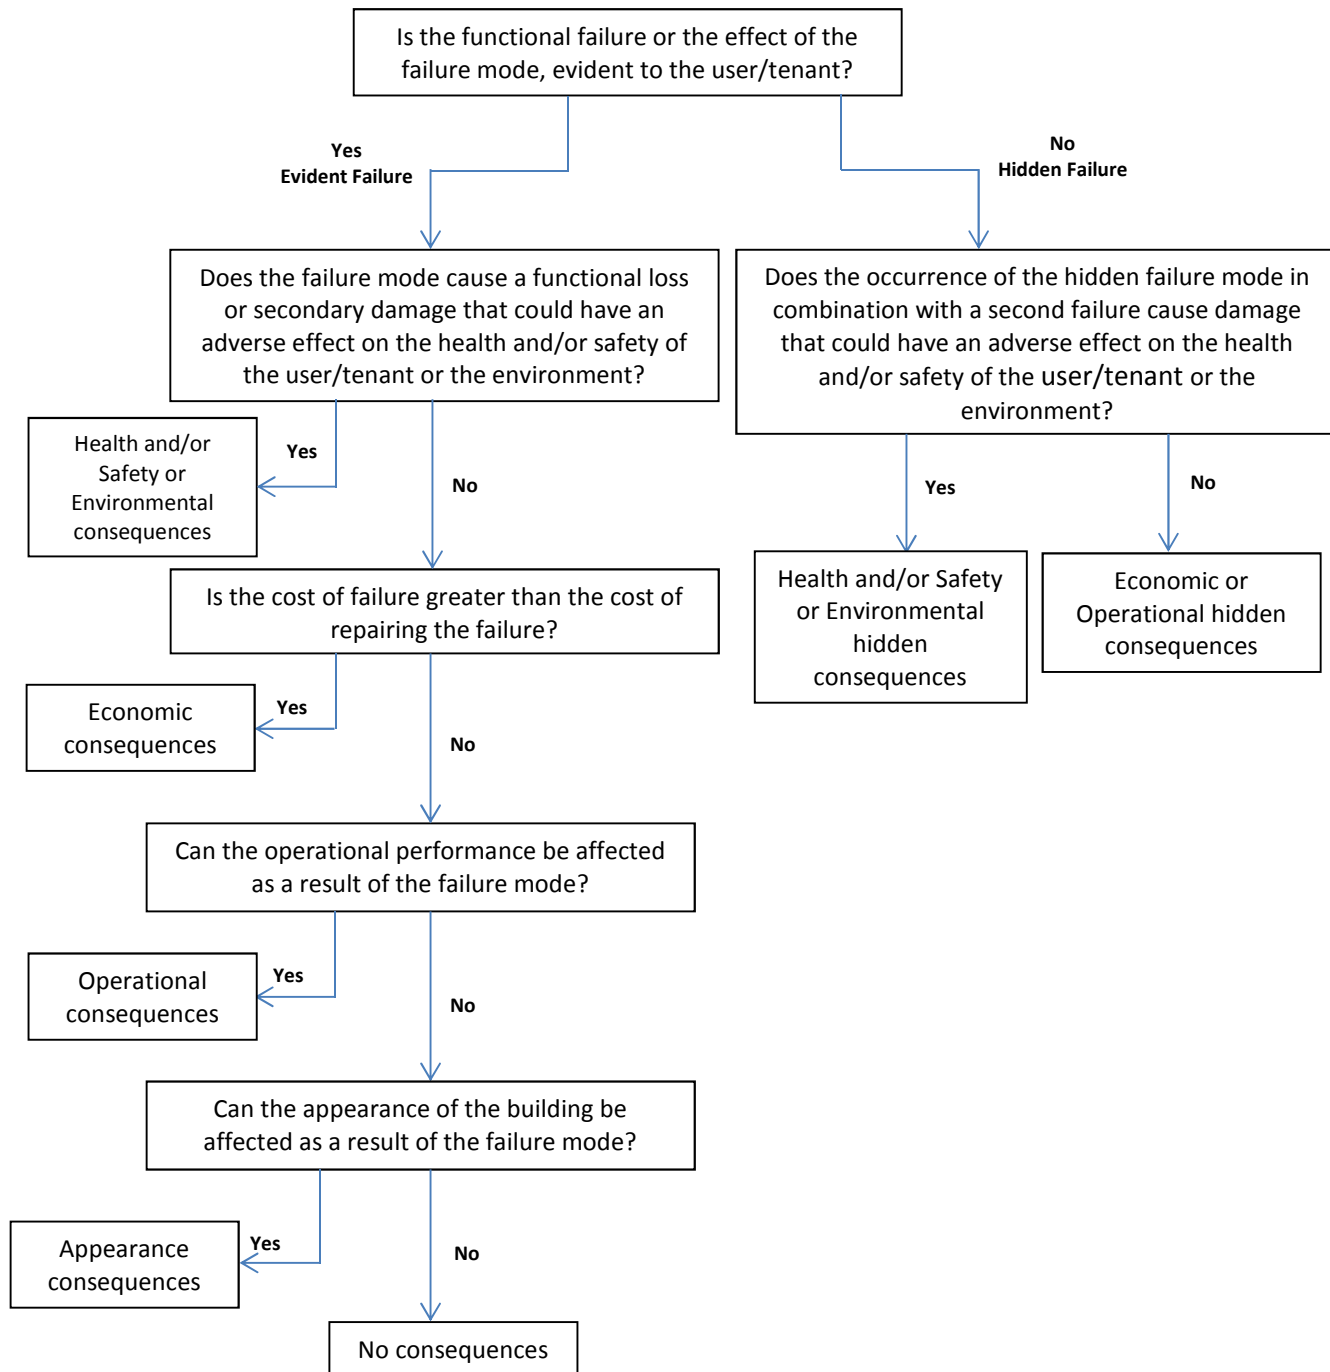 Is the functional failure or the effect of the
failure mode, evident to the user/tenant?
Yes
Evident Failure
No
Hidden Failure
Does the failure mode cause a functional loss
or secondary damage that could have an
adverse effect on the health and/or safety of
the user/tenant or the environment?
Does the occurrence of the hidden failure mode in
combination with a second failure cause damage
that could have an adverse effect on the health
and/or safety of the user/tenant or the
environment?
Health and/or
Safety or
Environmental
consequences
Yes
No
Yes
No
Is the cost of failure greater than the cost of
repairing the failure?
Health and/or Safety
or Environmental
hidden
consequences
Economic or
Operational hidden
consequences
Economic
consequences
Yes
No
Can the operational performance be affected
as a result of the failure mode?
Operational
consequences
Yes
No
Can the appearance of the building be
affected as a result of the failure mode?
Appearance
consequences
Yes
No
No consequences